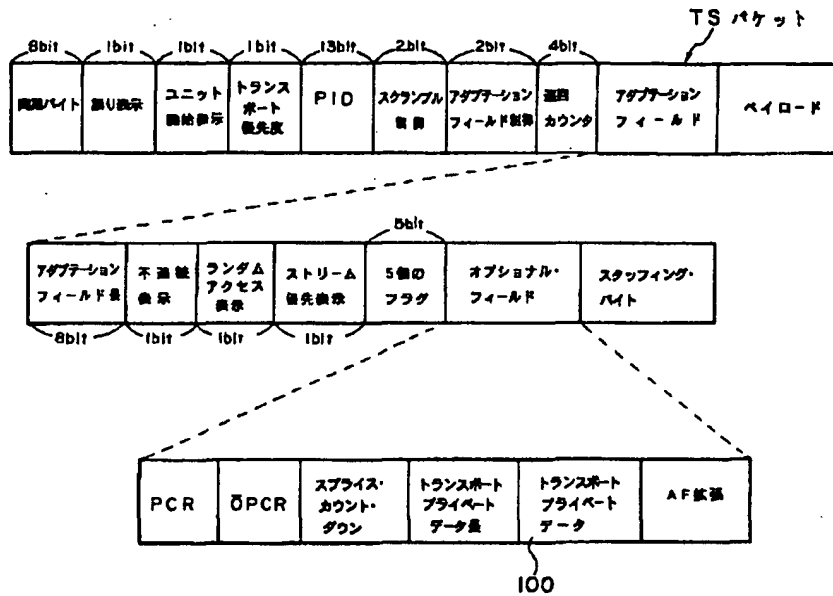 TS パケット
8bit 1bit 1bit 1bit 13bit 2bit 2bit 4bit
同期バイト
誤り表示
ユニット
開始表示
トランス
ポート
優先度
PID
スクランブル
制御
アダプテーション
フィールド制御
巡回
カウンタ
アダプテーション
フィールド
ペイロード
5bit
アダプテーション
フィールド長
不連続
表示
ランダム
アクセス
表示
ストリーム
優先表示
5個の
フラグ
オプショナル・
フィールド
スタッフィング・
バイト
8bit 1bit 1bit 1bit
PCR
OPCR
スプライス・
カウント・
ダウン
トランスポート
プライベート
データ長
トランスポート
プライベート
データ
AF拡張
100